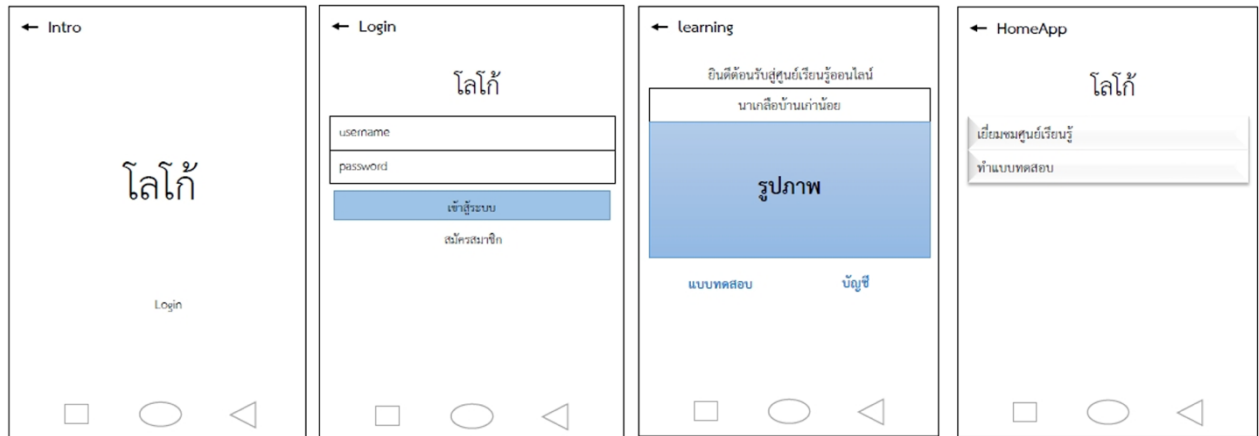 ← Intro
โลโก้
Login
← Login
โลโก้
username
password
เข้าสู้ระบบ
สมัครสมาชิก
← learning
ยินดีต้อนรับสู่ศูนย์เรียนรู้ออนไลน์
นาเกลือบ้านเก่าน้อย
รูปภาพ
แบบทดสอบ บัญชี
← HomeApp
โลโก้
เยี่ยมชมศูนย์เรียนรู้
ทำแบบทดสอบ